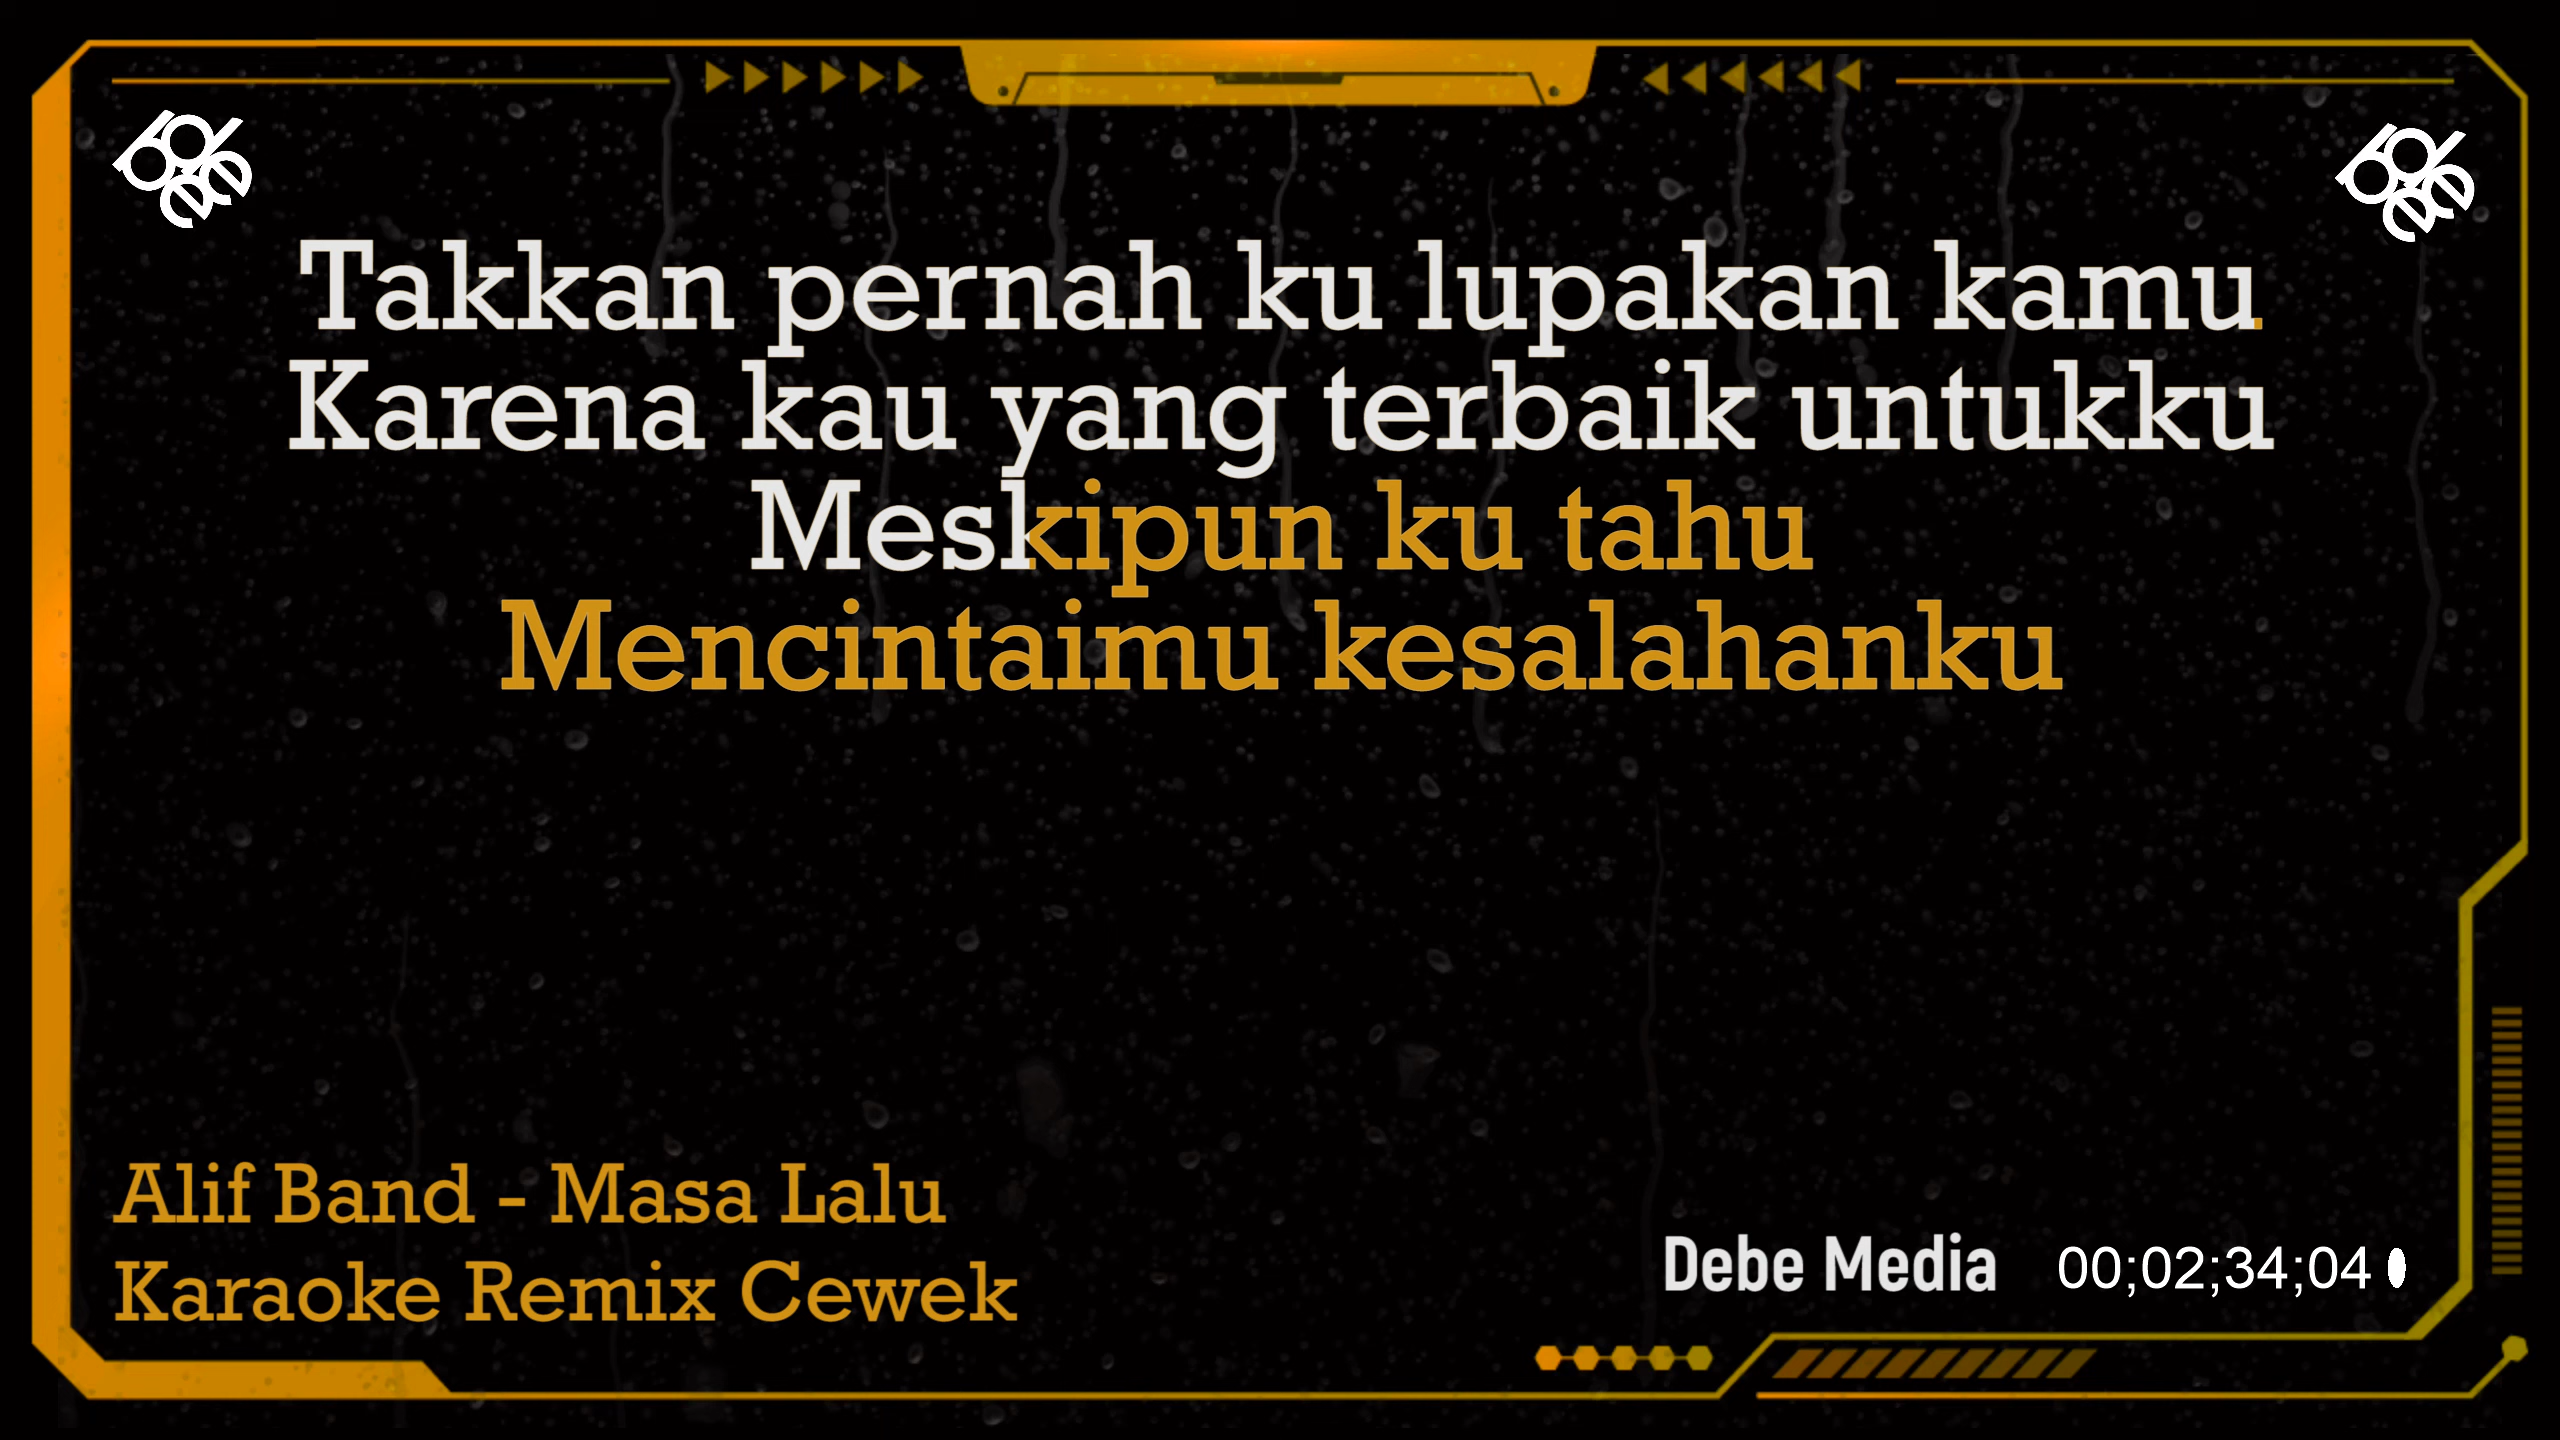 Takkan pernah ku lupakan kamu.
Karena kau yang terbaik untukku
Meskipun ku tahu
Mencintaimu kesalahanku
Alif Band - Masa Lalu
Karaoke Remix Cewek
Debe Media 00;02;34;04